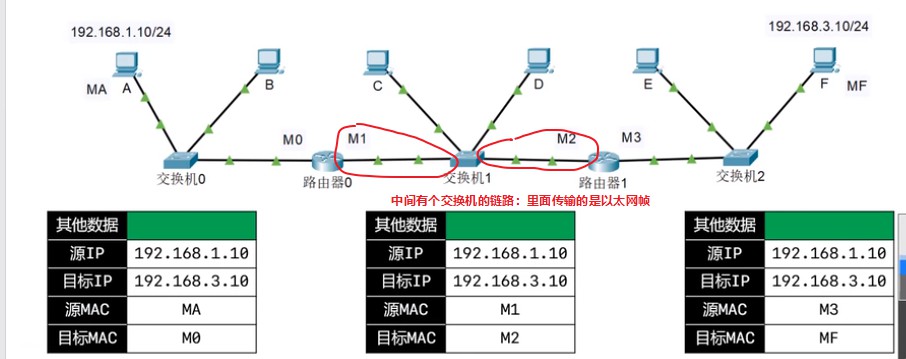 192.168.1.10/24
192.168.3.10/24
MA A
B
C
D
E
F MF
M0
M1
M2
M3
交换机0
路由器0
交换机1
路由器1
交换机2
中间有个交换机的链路：里面传输的是以太网帧
其他数据
源IP 192.168.1.10
目标IP 192.168.3.10
源MAC MA
目标MAC M0
其他数据
源IP 192.168.1.10
目标IP 192.168.3.10
源MAC M1
目标MAC M2
其他数据
源IP 192.168.1.10
目标IP 192.168.3.10
源MAC M3
目标MAC MF